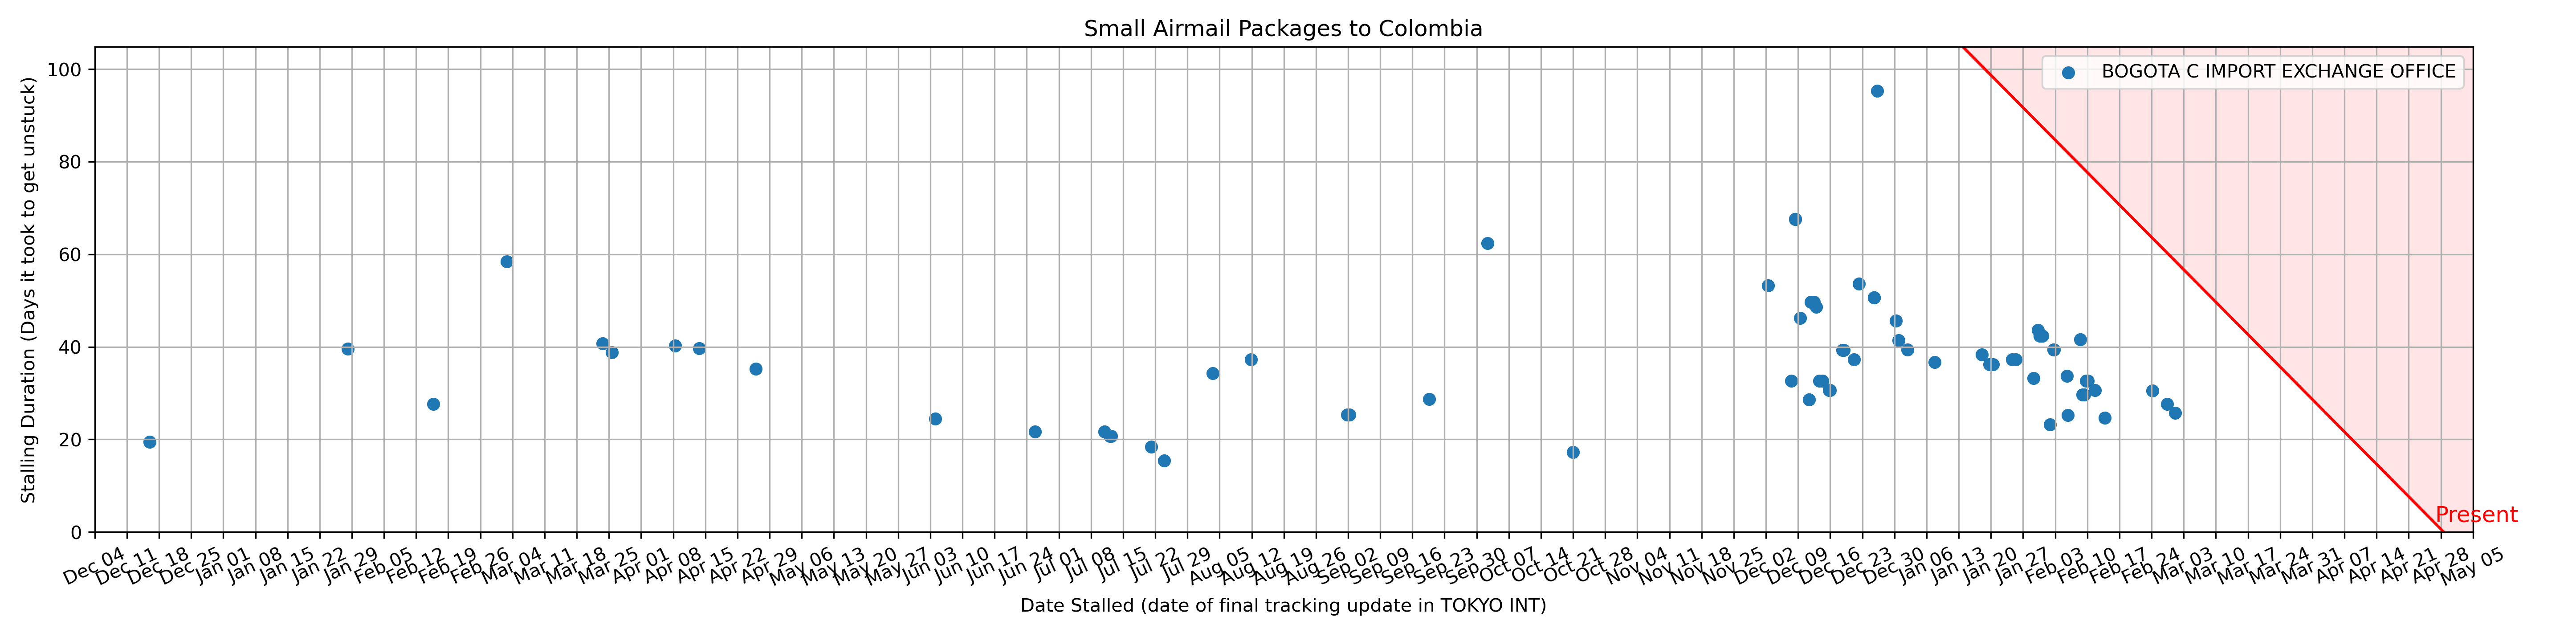 Small Airmail Packages to Colombia
BOGOTA C IMPORT EXCHANGE OFFICE
Stalling Duration (Days it took to get unstuck)
100
80
60
40
20
0
Present
Dec 04
Dec 11
Dec 18
Dec 25
Jan 01
Jan 08
Jan 15
Jan 22
Jan 29
Feb 05
Feb 12
Feb 19
Feb 26
Mar 04
Mar 11
Mar 18
Mar 25
Apr 01
Apr 08
Apr 15
Apr 22
Apr 29
May 06
May 13
May 20
May 27
Jun 03
Jun 10
Jun 17
Jun 24
Jul 01
Jul 08
Jul 15
Jul 22
Jul 29
Aug 05
Aug 12
Aug 19
Aug 26
Sep 02
Sep 09
Sep 16
Sep 23
Sep 30
Oct 07
Oct 14
Oct 21
Oct 28
Nov 04
Nov 11
Nov 18
Nov 25
Dec 02
Dec 09
Dec 16
Dec 23
Dec 30
Jan 06
Jan 13
Jan 20
Jan 27
Feb 03
Feb 10
Feb 17
Feb 24
Mar 03
Mar 10
Mar 17
Mar 24
Mar 31
Apr 07
Apr 14
Apr 21
Apr 28
May 05
Date Stalled (date of final tracking update in TOKYO INT)